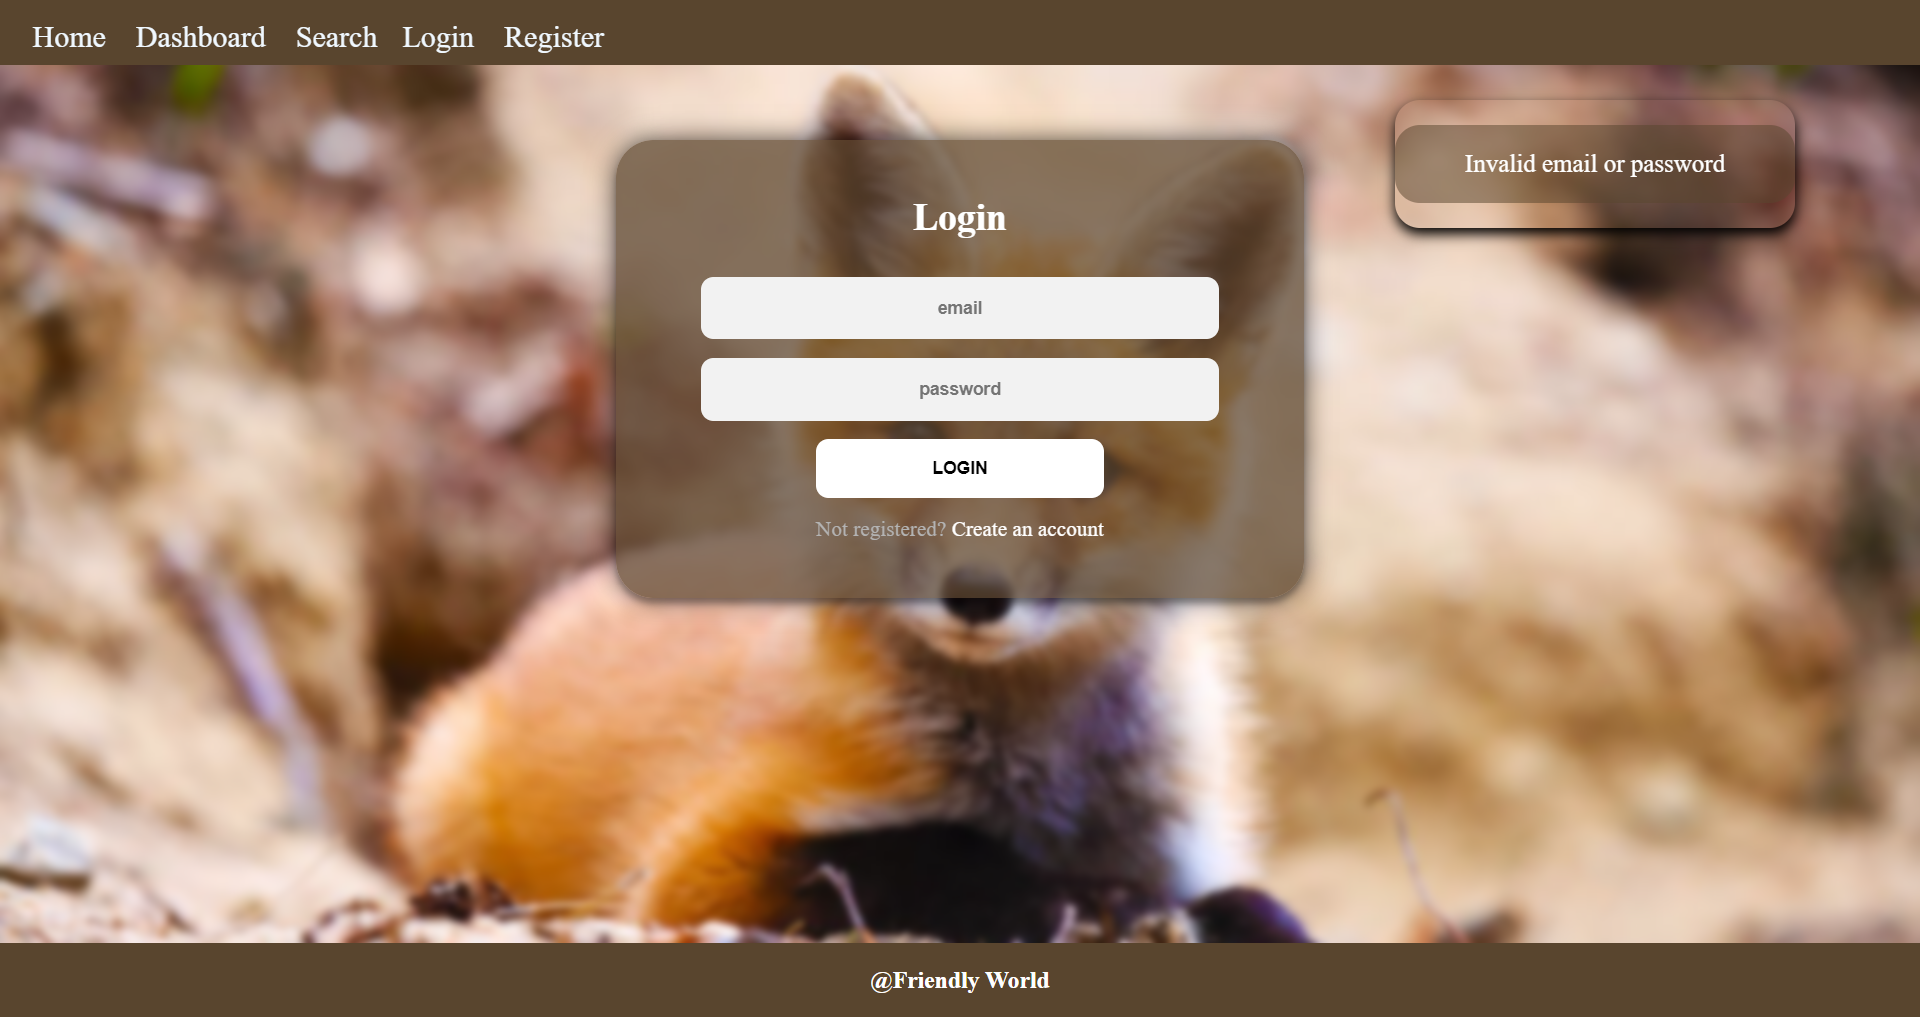 Home Dashboard Search Login Register
Invalid email or password
Login
email
password
LOGIN
Not registered? Create an account
@Friendly World